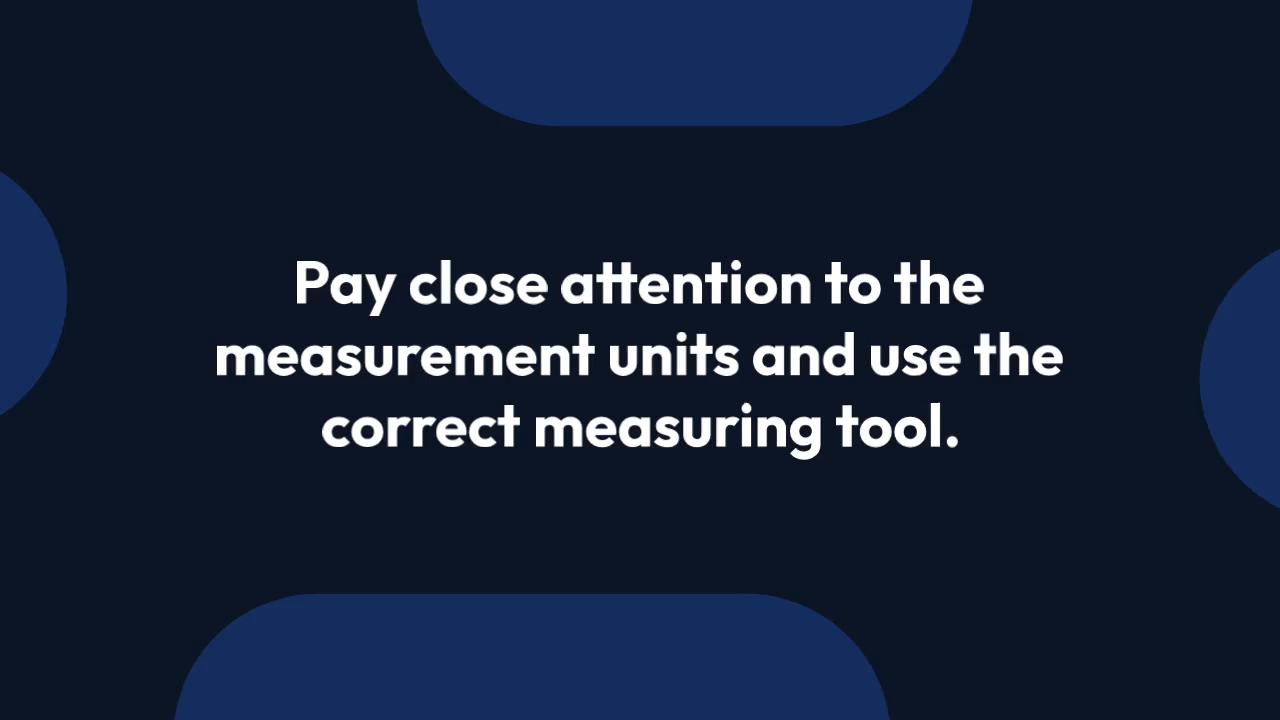 Pay close attention to the
measurement units and use the
correct measuring tool.